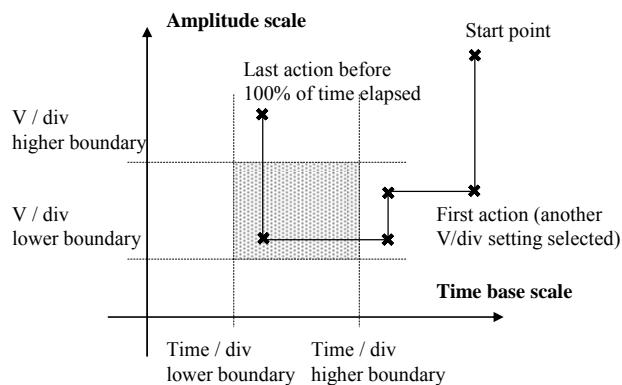 Amplitude scale
Start point
Last action before
100% of time elapsed
V / div
higher boundary
V / div
lower boundary
First action (another
V/div setting selected)
Time base scale
Time / div
lower boundary
Time / div
higher boundary